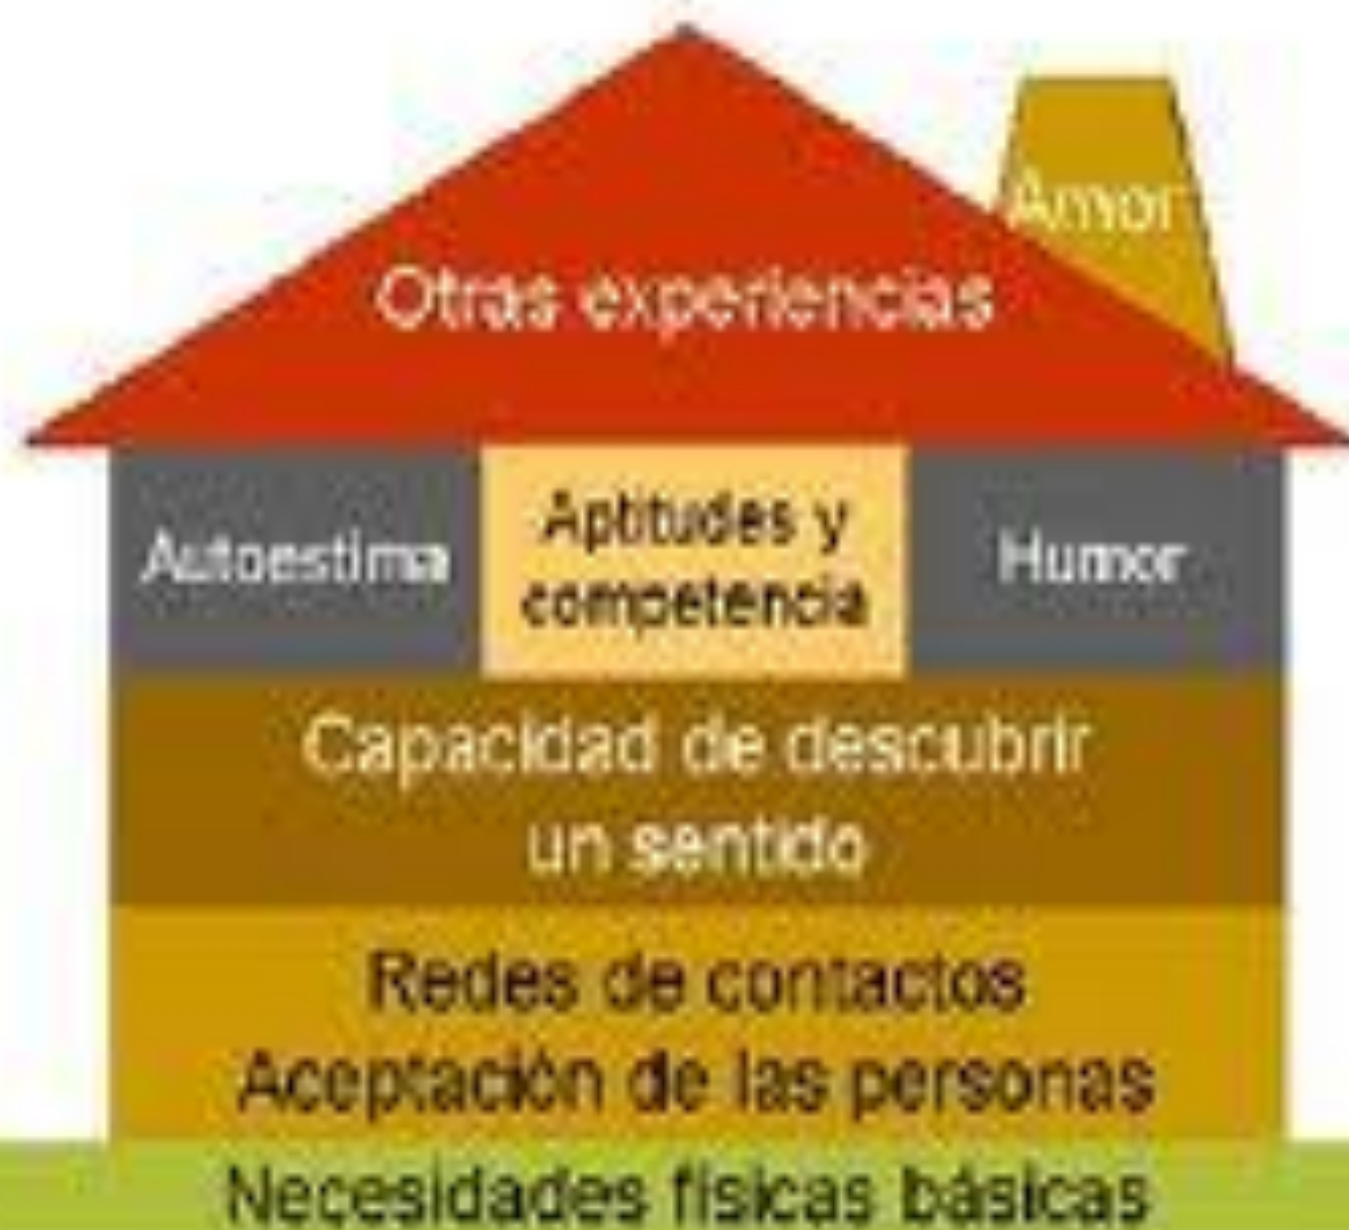 Amor
Otras experiencias
Autoestima
Aptitudes y
competencia
Humor
Capacidad de descubrir
un sentido
Redes de contactos
Aceptación de las personas
Necesidades físicas básicas